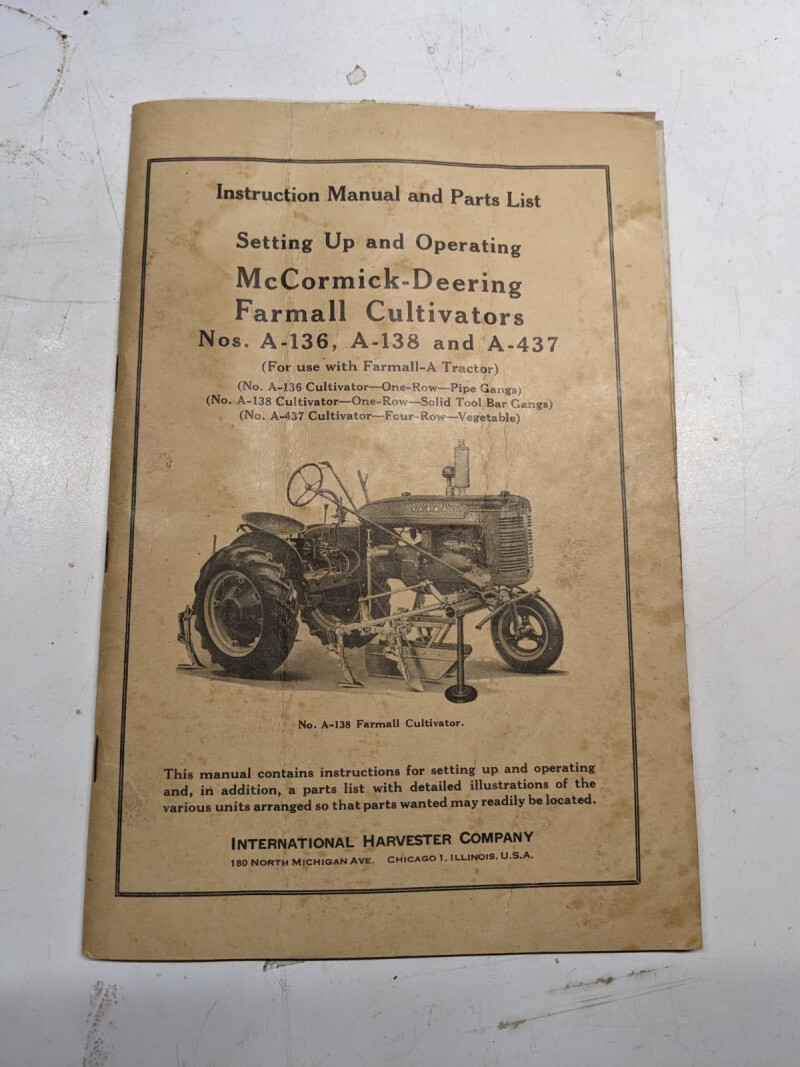 Instruction Manual and Parts List
Setting Up and Operating
McCormick-Deering
Farmall Cultivators
Nos. A-136, A-138 and A-437
(For use with Farmall-A Tractor)
(No. A-136 Cultivator—One-Row—Pipe Gangs)
(No. A-138 Cultivator—One-Row—Solid Tool Bar Gangs)
(No. A-437 Cultivator—Four-Row—Vegetable)
FARMALL
No. A-138 Farmall Cultivator.
This manual contains instructions for setting up and operating
and, in addition, a parts list with detailed illustrations of the
various units arranged so that parts wanted may readily be located.
INTERNATIONAL HARVESTER COMPANY
180 NORTH MICHIGAN AVE. CHICAGO 1, ILLINOIS, U.S.A.